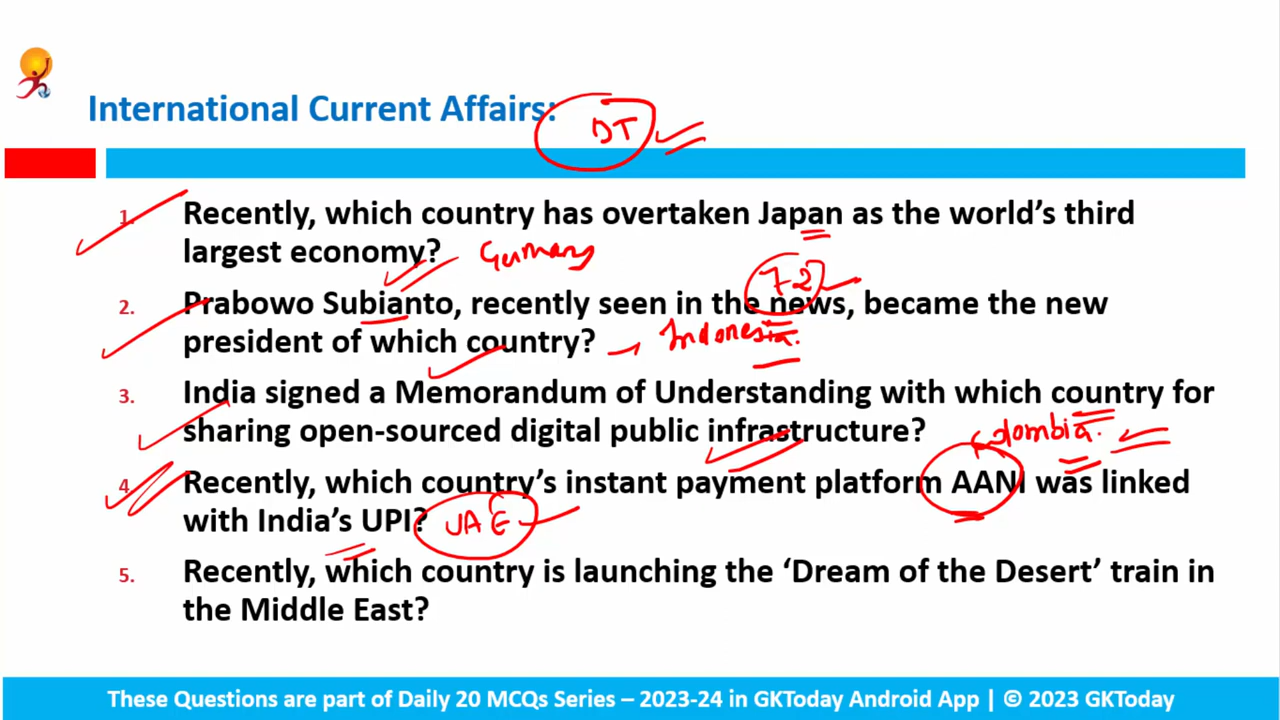 International Current Affairs:
DT
1. Recently, which country has overtaken Japan as the world's third
largest economy?
Germany
72
2. Prabowo Subianto, recently seen in the news, became the new
president of which country?
Indonesia.
3. India signed a Memorandum of Understanding with which country for
sharing open-sourced digital public infrastructure?
Colombia.
4. Recently, which country's instant payment platform AANI was linked
with India's UPI?
UAE
5. Recently, which country is launching the 'Dream of the Desert' train in
the Middle East?
These Questions are part of Daily 20 MCQs Series – 2023-24 in GKToday Android App | © 2023 GKToday